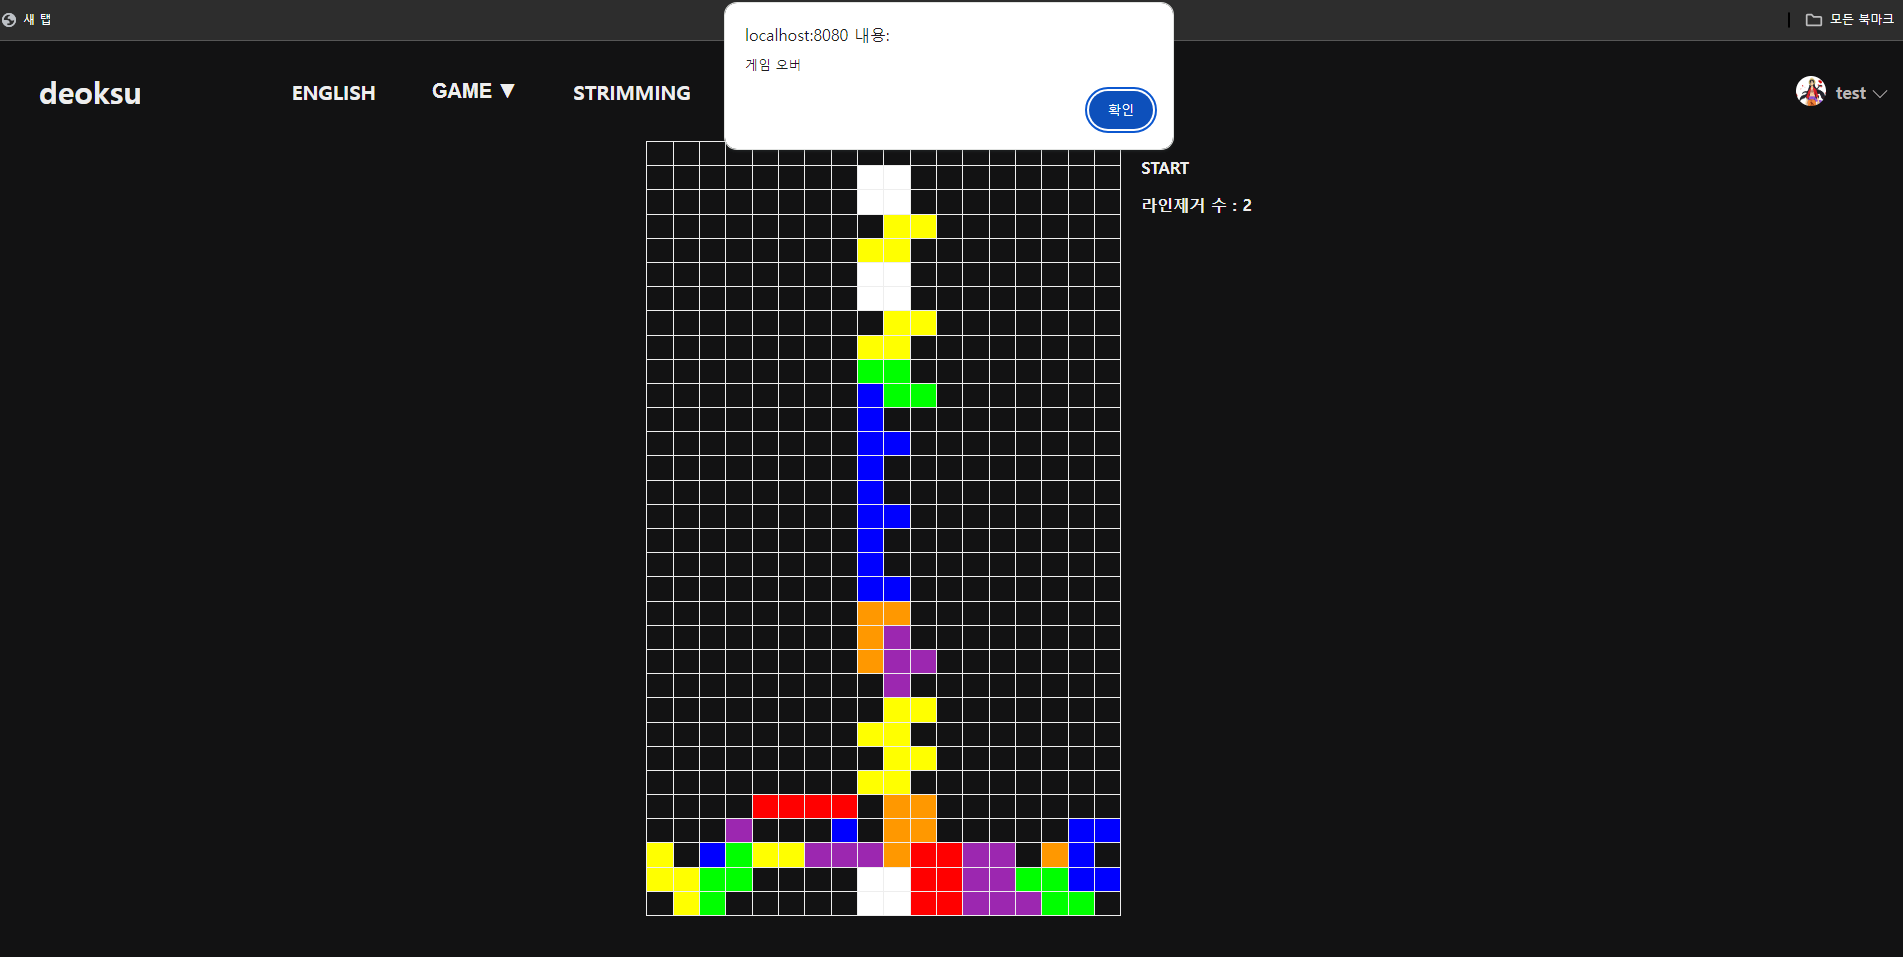 새 탭
모든 북마크
localhost:8080 내용:
게임 오버
확인
deoksu
ENGLISH
GAME ▼
STRIMMING
test
START
라인제거 수 : 2